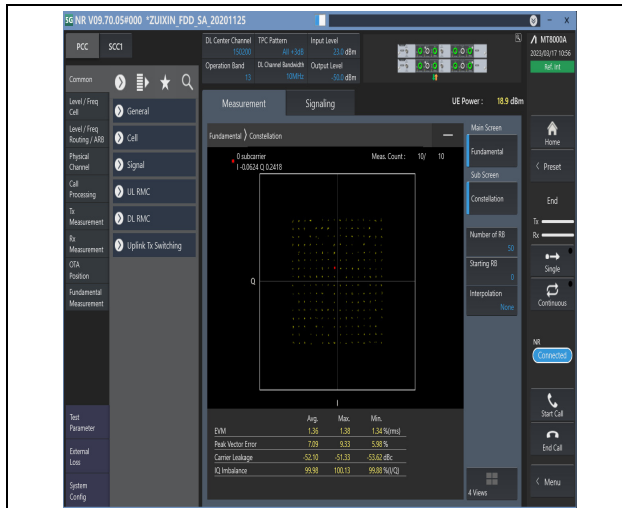 5G NR V09.70.05#000 *ZUIXIN_FDD_SA_20201125
PCC
SCC1
DL Center Channel
150200
TPC Pattern
All +3dB
Input Level
23.0 dBm
Operation Band
13
DL Channel Bandwidth
10MHz
Output Level
-50.0 dBm
MT8000A
2023/03/17 10:56
Ref. Int
Common
Level / Freq
Cell
Level / Freq
Routing / ARB
Physical
Channel
Call
Processing
Tx
Measurement
Rx
Measurement
OTA
Position
Fundamental
Measurement
Test
Parameter
External
Loss
System
Config
General
Cell
Signal
UL RMC
DL RMC
Uplink Tx Switching
Measurement
Signaling
UE Power : 18.9 dBm
Fundamental
Constellation
0 subcarrier
I -0.0624 Q 0.2418
Meas. Count : 10/ 10
Q
I
Avg. Max. Min.
EVM 1.36 1.38 1.34 %(rms)
Peak Vector Error 7.09 9.33 5.98 %
Carrier Leakage -52.10 -51.33 -53.62 dBc
IQ Imbalance 99.98 100.13 99.88 %(I/Q)
Main Screen
Fundamental
Sub Screen
Constellation
Number of RB
50
Starting RB
0
Interpolation
None
4 Views
Home
Preset
End
Tx
Rx
Single
Continuous
NR
Connected
Start Call
End Call
Menu